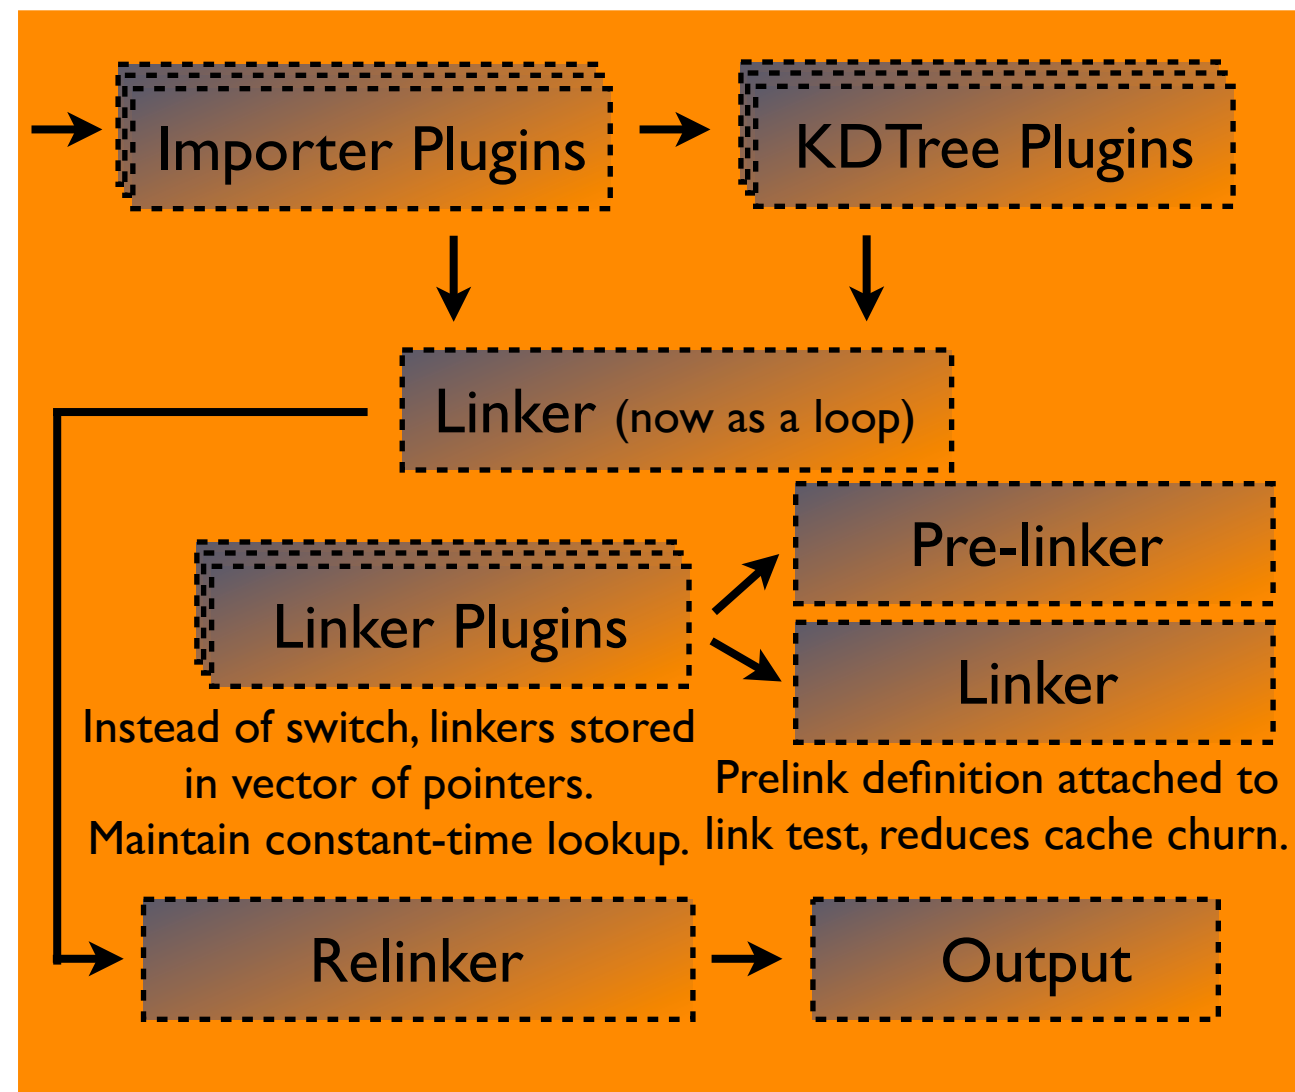 Importer Plugins
KDTree Plugins
Linker (now as a loop)
Pre-linker
Linker Plugins
Linker
Instead of switch, linkers stored
in vector of pointers.
Maintain constant-time lookup.
Prelink definition attached to
link test, reduces cache churn.
Relinker
Output